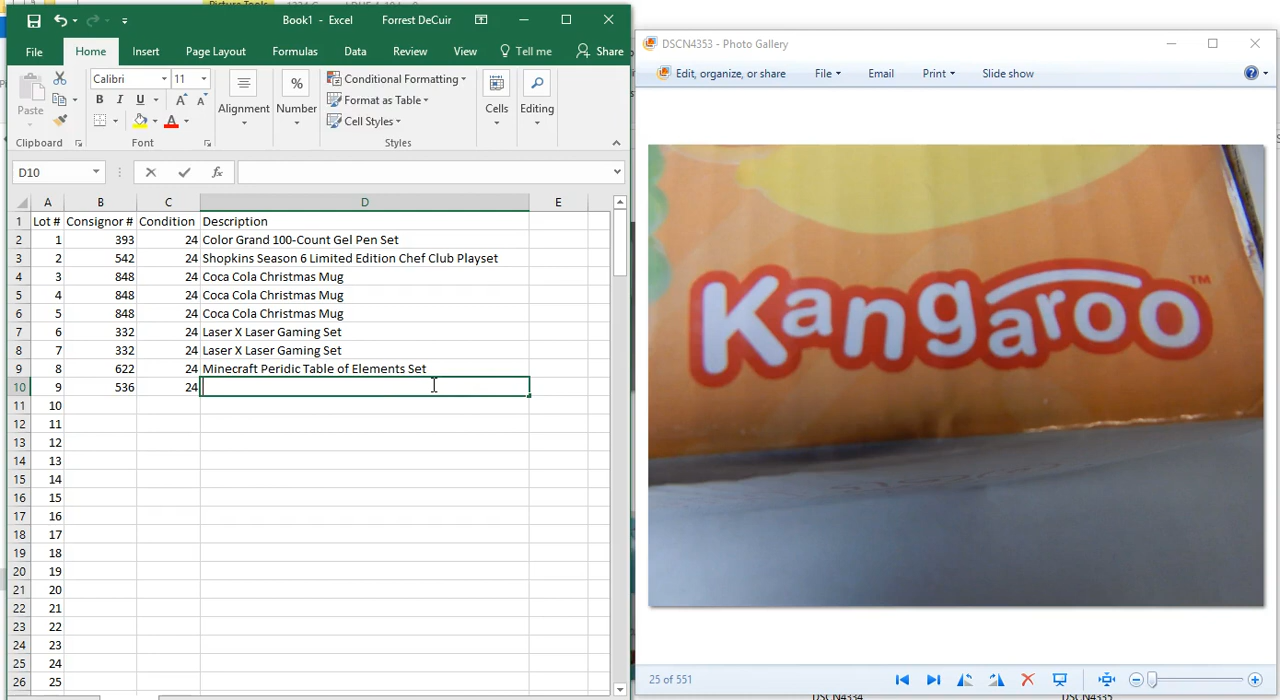 Picture Tools
Book1 - Excel Forrest DeCuir
DSCN4353 - Photo Gallery
File Home Insert Page Layout Formulas Data Review View Tell me Share
Edit, organize, or share File Email Print Slide show
Paste
Calibri 11
B I U A A
A
Alignment
%
Number
Conditional Formatting
Format as Table
Cell Styles
Cells
Editing
Clipboard Font Styles
D10 fx
A B C D E
1 Lot # Consignor # Condition Description
2 1 393 24 Color Grand 100-Count Gel Pen Set
3 2 542 24 Shopkins Season 6 Limited Edition Chef Club Playset
4 3 848 24 Coca Cola Christmas Mug
5 4 848 24 Coca Cola Christmas Mug
6 5 848 24 Coca Cola Christmas Mug
7 6 332 24 Laser X Laser Gaming Set
8 7 332 24 Laser X Laser Gaming Set
9 8 622 24 Minecraft Peridic Table of Elements Set
10 9 536 24
11 10
12 11
13 12
14 13
15 14
16 15
17 16
18 17
19 18
20 19
21 20
22 21
23 22
24 23
25 24
26 25
Kangaroo™
25 of 551